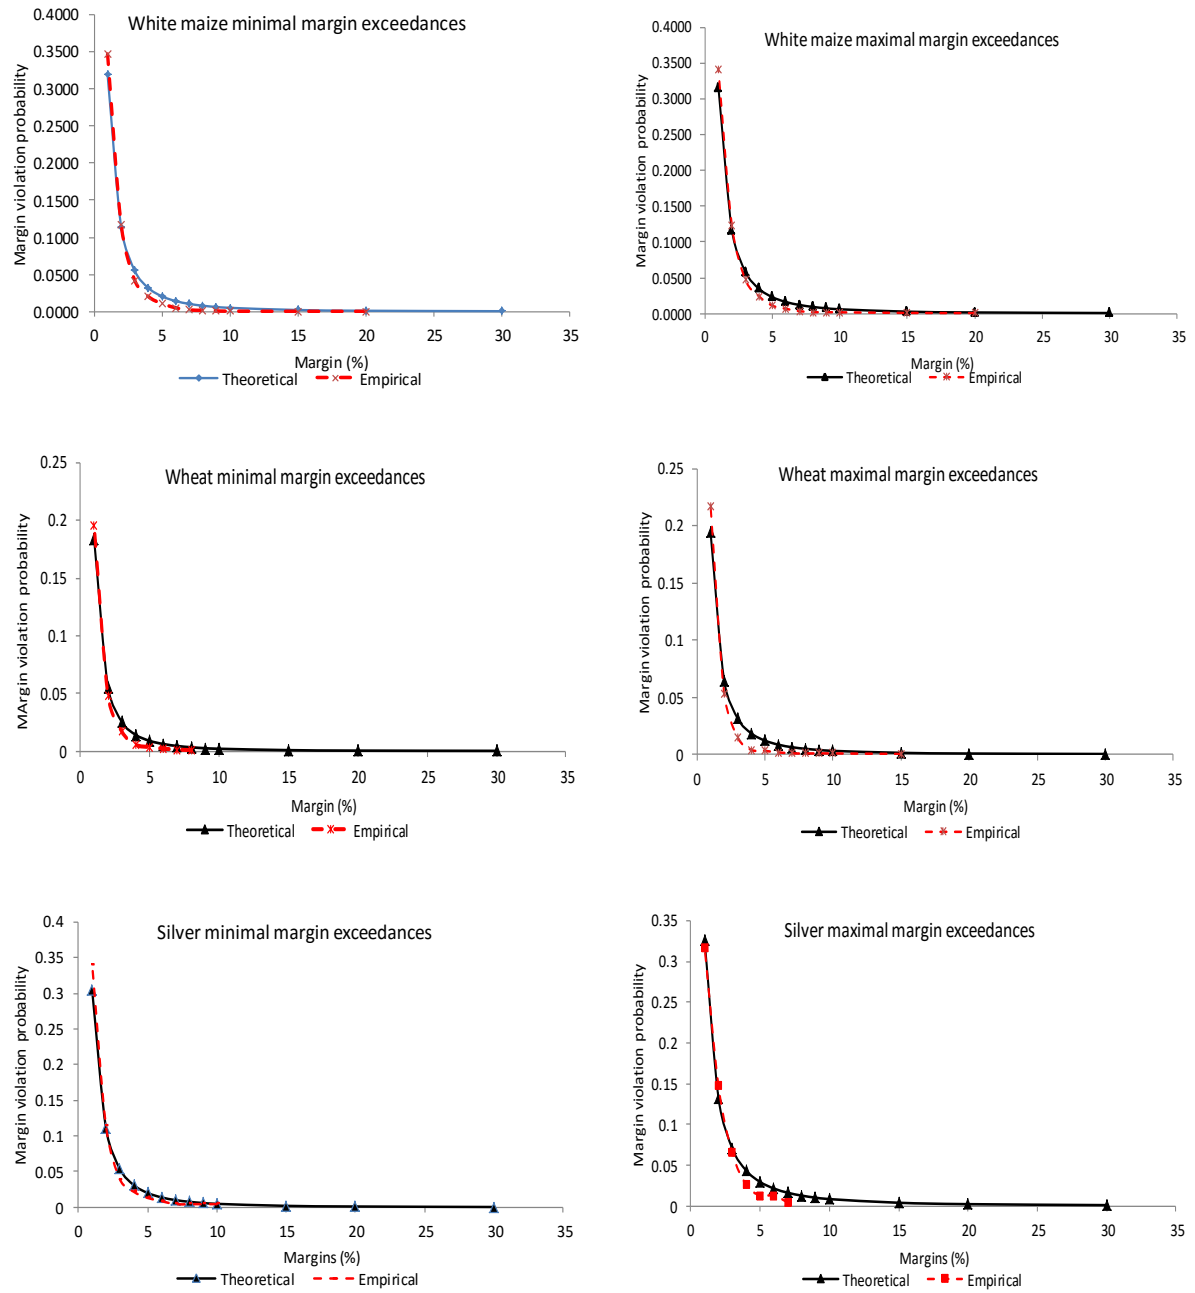 White maize minimal margin exceedances
Margin violation probability
0.4000
0.3500
0.3000
0.2500
0.2000
0.1500
0.1000
0.0500
0.0000
0 5 10 15 20 25 30 35
Margin (%)
Theoretical Empirical
White maize maximal margin exceedances
Margin violation probability
0.4000
0.3500
0.3000
0.2500
0.2000
0.1500
0.1000
0.0500
0.0000
0 5 10 15 20 25 30 35
Margin (%)
Theoretical Empirical
Wheat minimal margin exceedances
MArgin violation probability
0.25
0.2
0.15
0.1
0.05
0
0 5 10 15 20 25 30 35
Margin (%)
Theoretical Empirical
Wheat maximal margin exceedances
Margin violation probability
0.25
0.2
0.15
0.1
0.05
0
0 5 10 15 20 25 30 35
Margin (%)
Theoretical Empirical
Silver minimal margin exceedances
Margin violation probability
0.4
0.35
0.3
0.25
0.2
0.15
0.1
0.05
0
0 5 10 15 20 25 30 35
Margins (%)
Theoretical Empirical
Silver maximal margin exceedances
Margin violation probability
0.35
0.3
0.25
0.2
0.15
0.1
0.05
0
0 5 10 15 20 25 30 35
Margins (%)
Theoretical Empirical